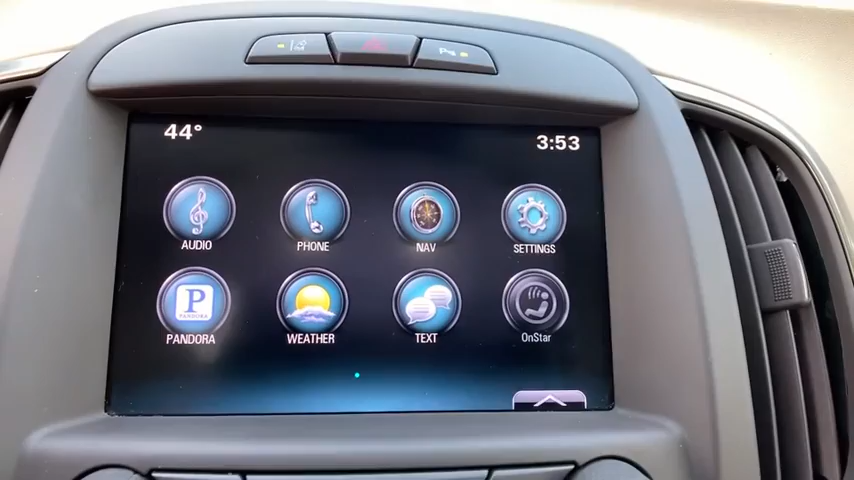 44° 3:53
AUDIO PHONE NAV SETTINGS
P
PANDORA
PANDORA WEATHER TEXT OnStar